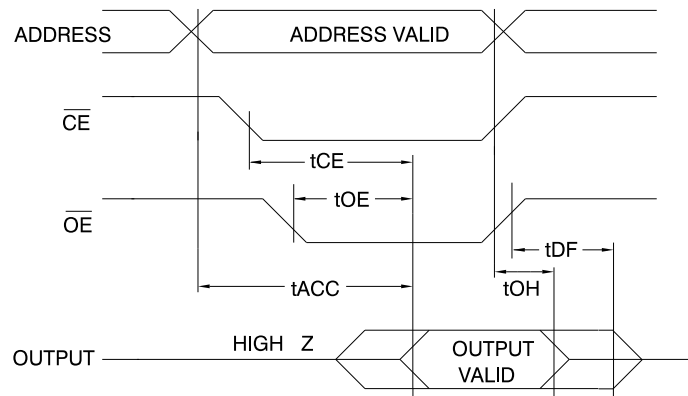 ADDRESS
ADDRESS VALID
CE
tCE
tOE
OE
tDF
tACC
tOH
HIGH Z
OUTPUT
OUTPUT
VALID